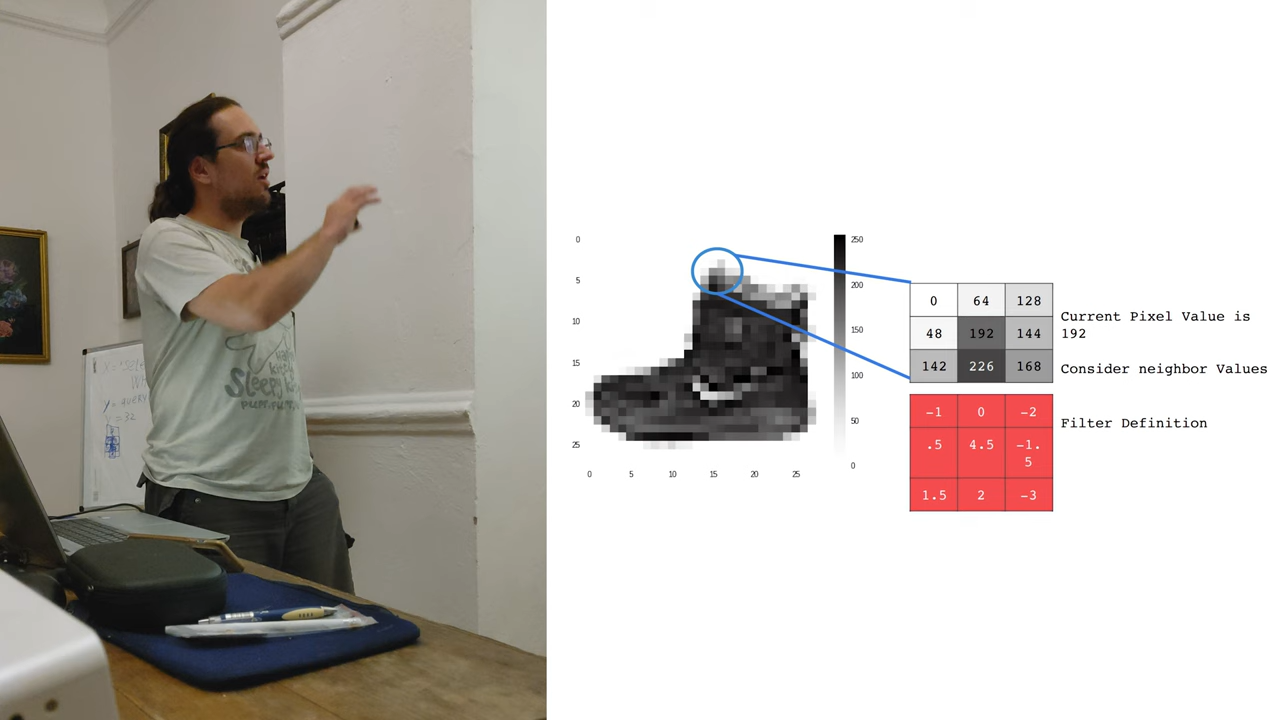 y = 32
Sleepy
0
5
10
15
20
25
0
5
10
15
20
25
250
200
150
100
50
0
0 64 128
48 192 144
142 226 168
Current Pixel Value is
192
Consider neighbor Values
-1 0 -2
.5 4.5 -1.
5
1.5 2 -3
Filter Definition